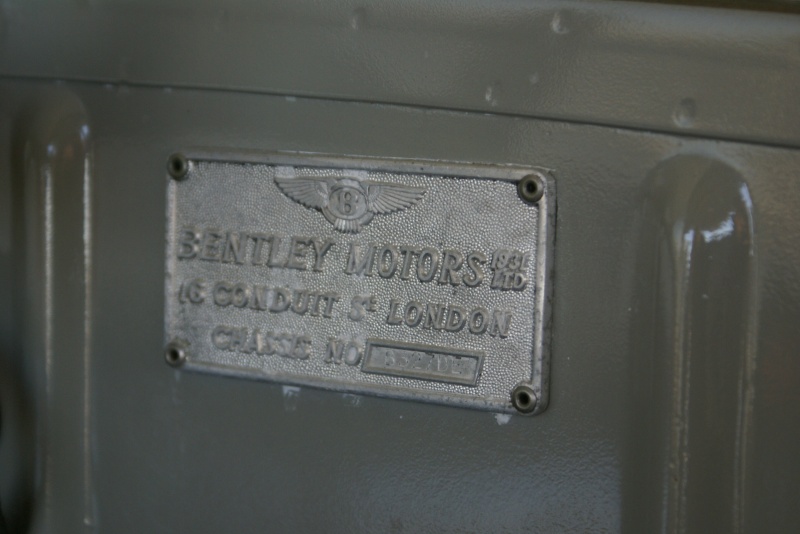 B
BENTLEY MOTORS 1931 LTD
16 CONDUIT St LONDON
CHASSIS NO